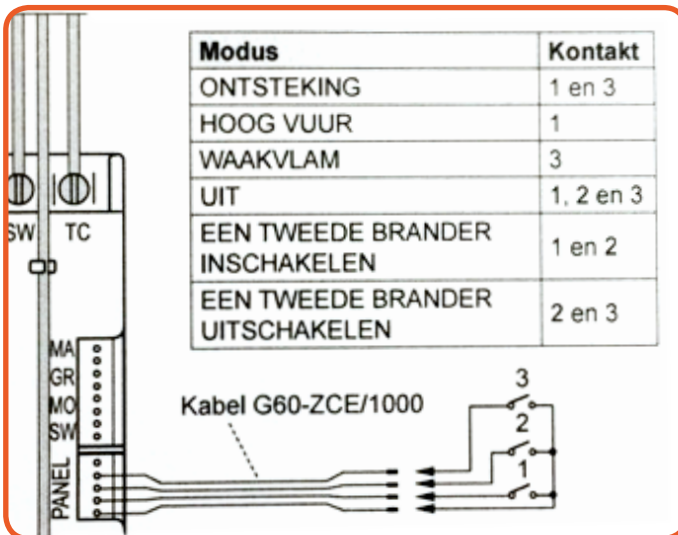 Modus Kontakt
ONTSTEKING 1 en 3
HOOG VUUR 1
WAAKVLAM 3
UIT 1, 2 en 3
EEN TWEEDE BRANDER
INSCHAKELEN 1 en 2
EEN TWEEDE BRANDER
UITSCHAKELEN 2 en 3
SW TC
MA
GR
MO
SW
PANEL
Kabel G60-ZCE/1000
3
2
1